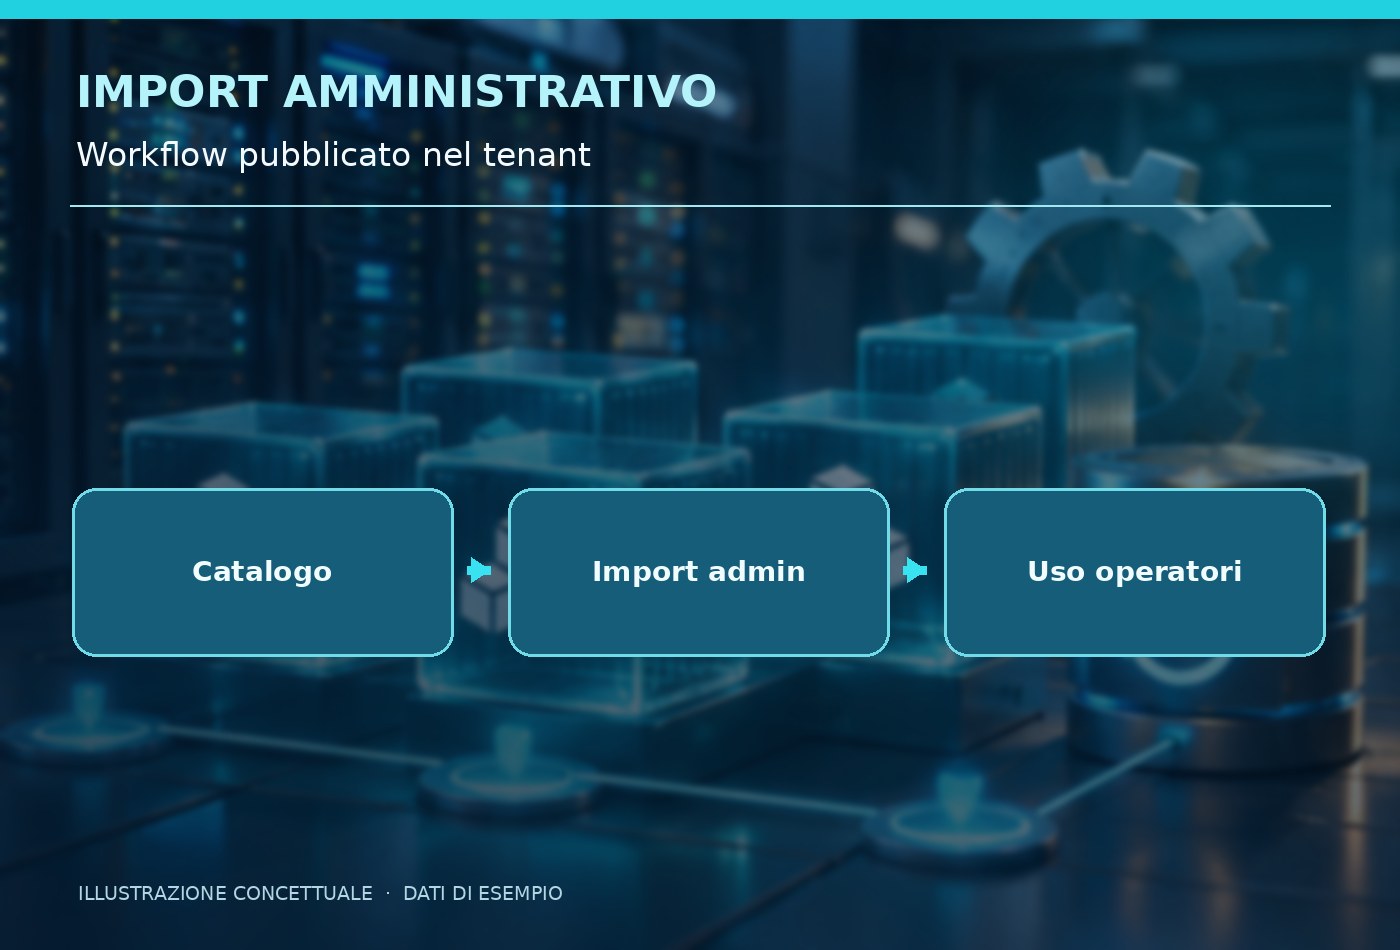 IMPORT AMMINISTRATIVO
Workflow pubblicato nel tenant
Catalogo
Import admin
Uso operatori
ILLUSTRAZIONE CONCETTUALE · DATI DI ESEMPIO